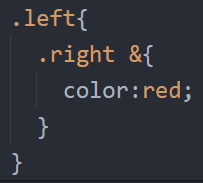 .left{
  .right &{
    color:red;
  }
}